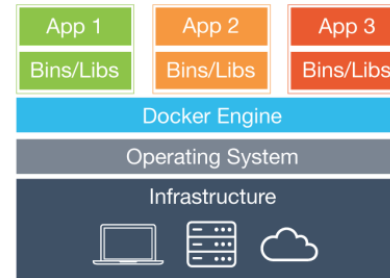 App 1 App 2 App 3
Bins/Libs Bins/Libs Bins/Libs
Docker Engine
Operating System
Infrastructure